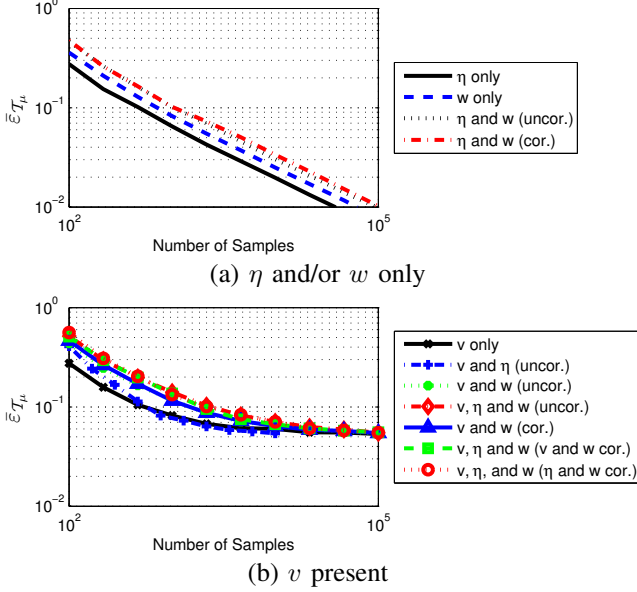 10^0
10^-1
10^-2
ε̄𝒯_μ
10^2
10^5
Number of Samples
η only
w only
η and w (uncor.)
η and w (cor.)
(a) η and/or w only
10^0
10^-1
10^-2
ε̄𝒯_μ
10^2
10^5
Number of Samples
v only
v and η (uncor.)
v and w (uncor.)
v, η and w (uncor.)
v and w (cor.)
v, η and w (v and w cor.)
v, η, and w (η and w cor.)
(b) v present